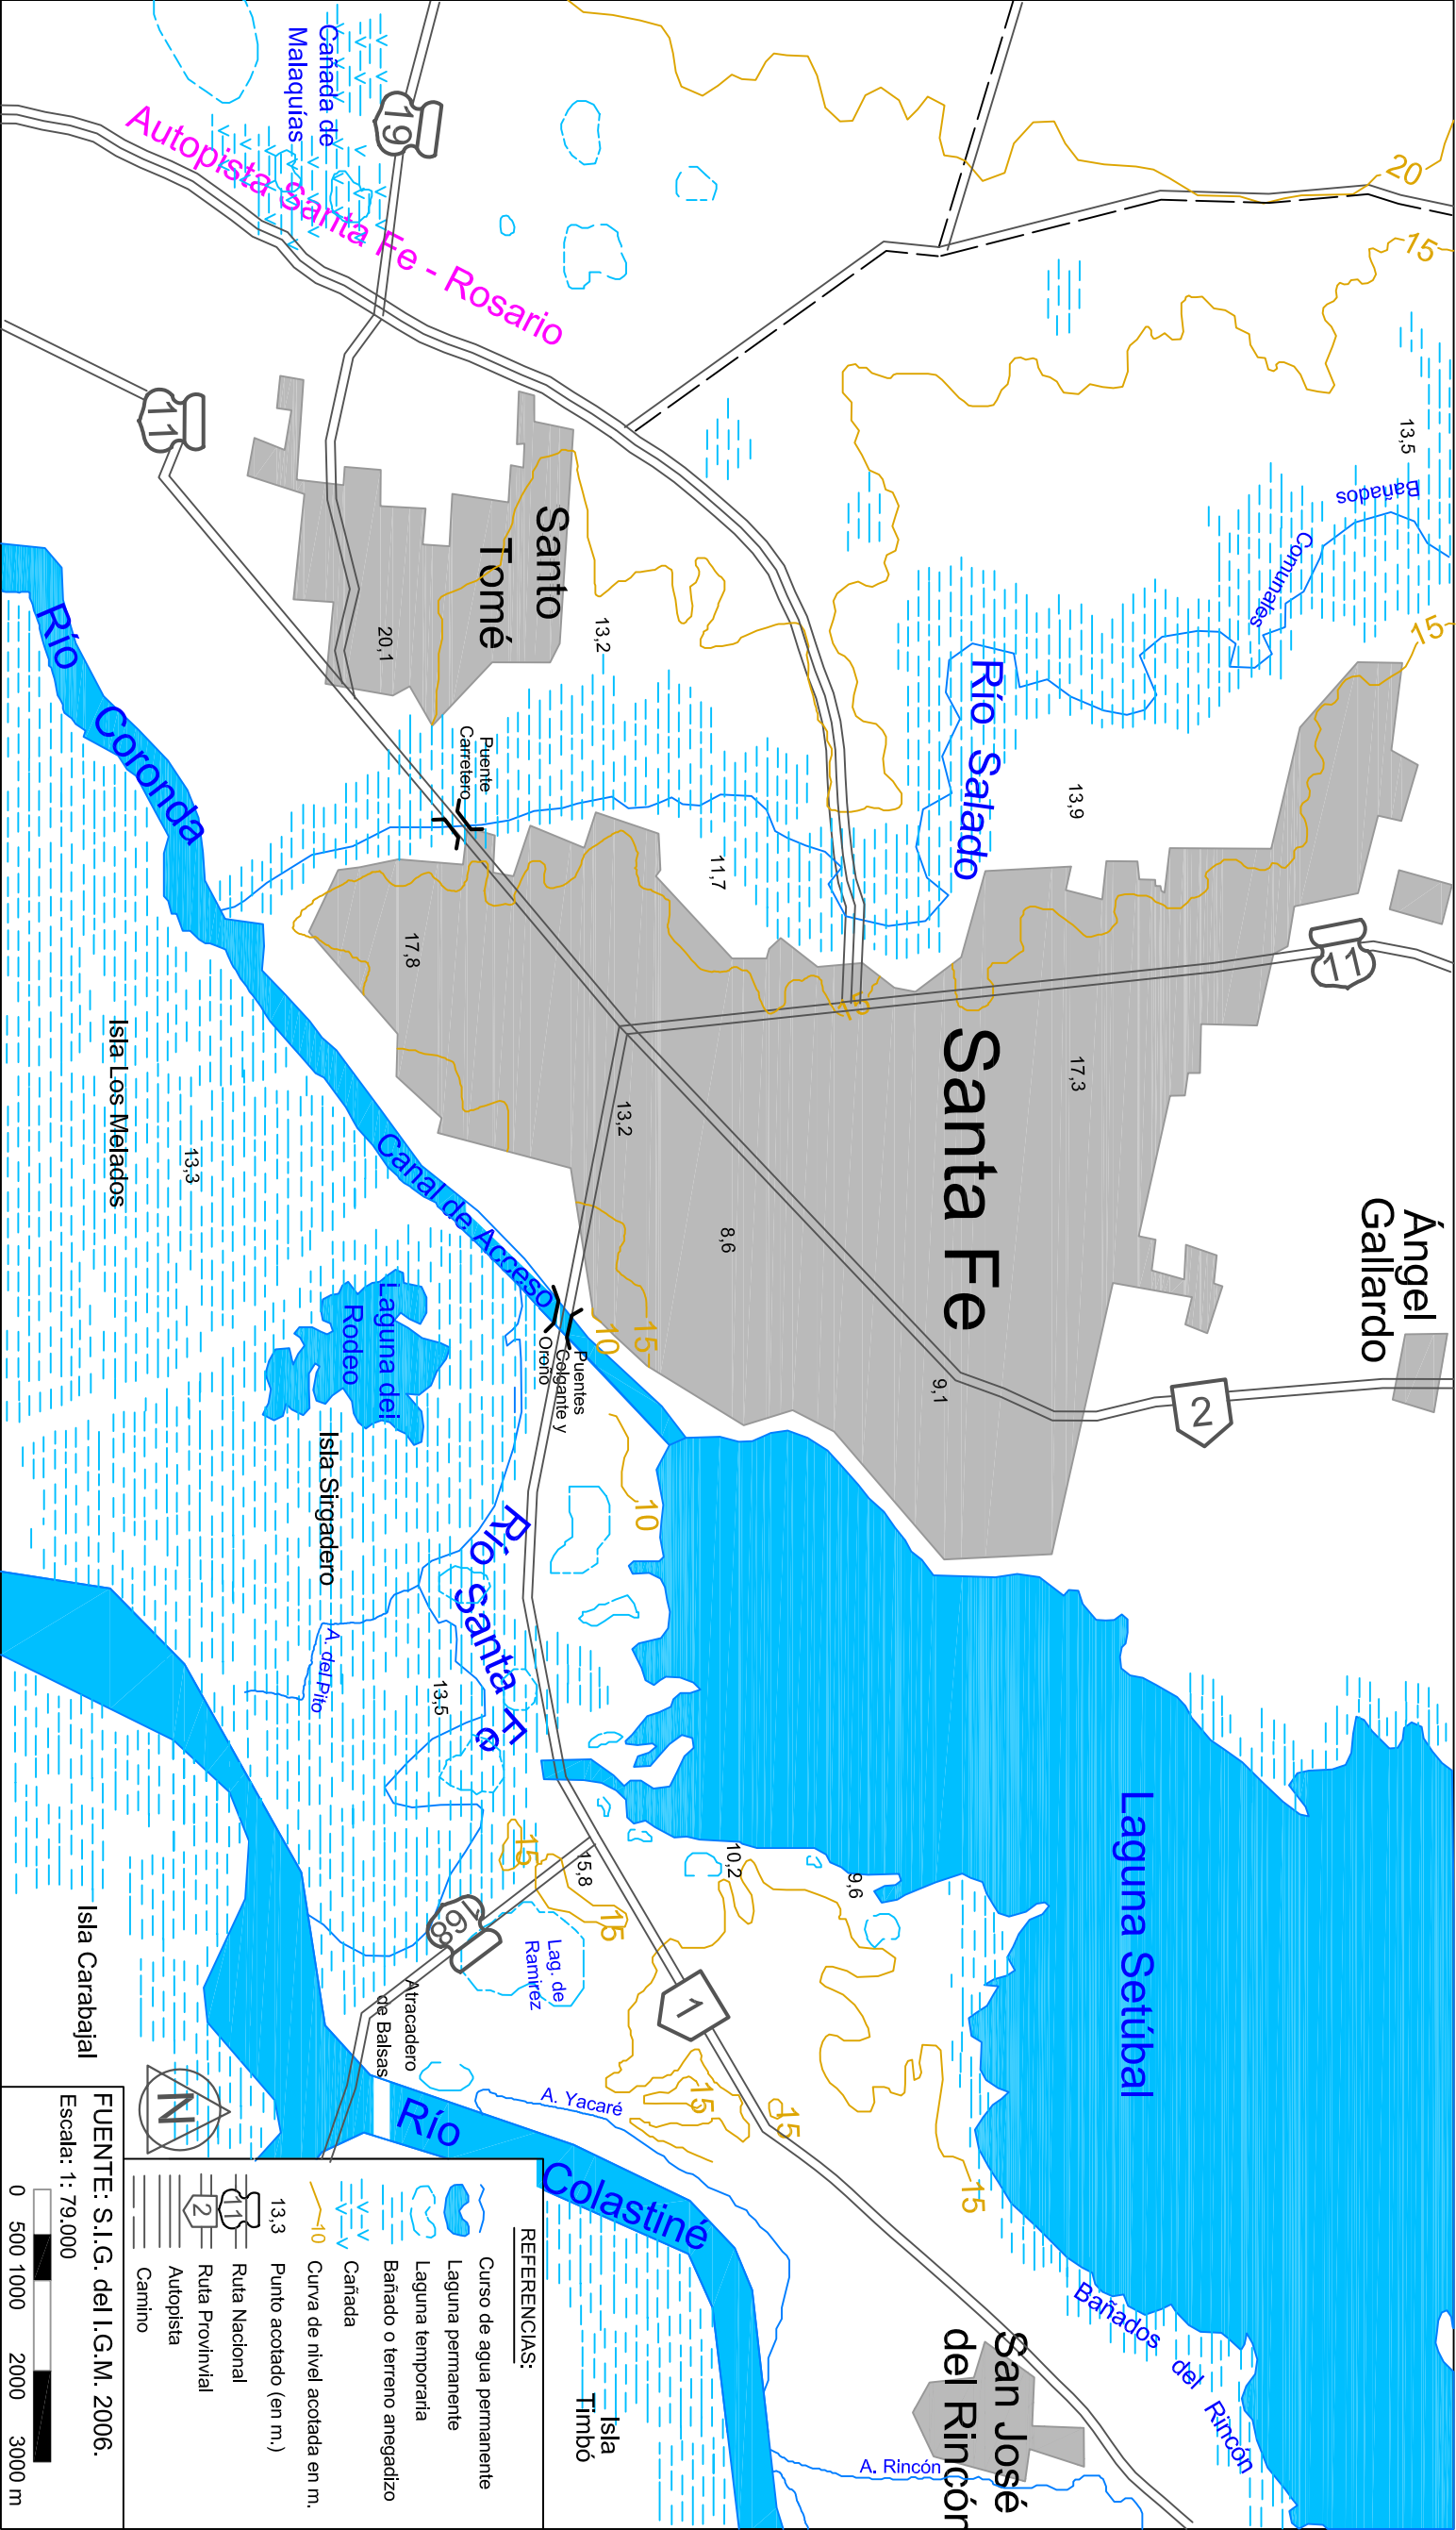 20
15
13,5
Bañados
Comunales
15
Cañada de
Malaquías
19
Autopista Santa Fe - Rosario
11
Santo
Tomé
20,1
13,2
Puente
Carretero
Río Salado
13,9
11,7
11
17,8
15
Santa Fe
17,3
13,2
8,6
9,1
Ángel
Gallardo
2
Río
Coronda
Isla Los Melados
13,3
Canal de Acceso
Laguna del
Rodeo
Puentes
Colgante y
Oroño
15
10
10
Isla Sirgadero
Río Santa Fe
A. del Pito
13,5
Laguna Setúbal
15
15,8
15
10,2
9,6
168
Lag. de
Ramirez
1
Atracadero
de Balsas
Isla Carabajal
15
15
15
A. Yacaré
Río
Colastiné
Bañados del Rincón
San José
del Rincón
A. Rincón
Isla
Timbó
N
REFERENCIAS:
Curso de agua permanente
Laguna permanente
Laguna temporaria
Bañado o terreno anegadizo
Cañada
10 Curva de nivel acotada en m.
13,3 Punto acotado (en m.)
11 Ruta Nacional
2 Ruta Provinvial
Autopista
Camino
FUENTE: S.I.G. del I.G.M. 2006.
Escala: 1: 79.000
0 500 1000 2000 3000 m